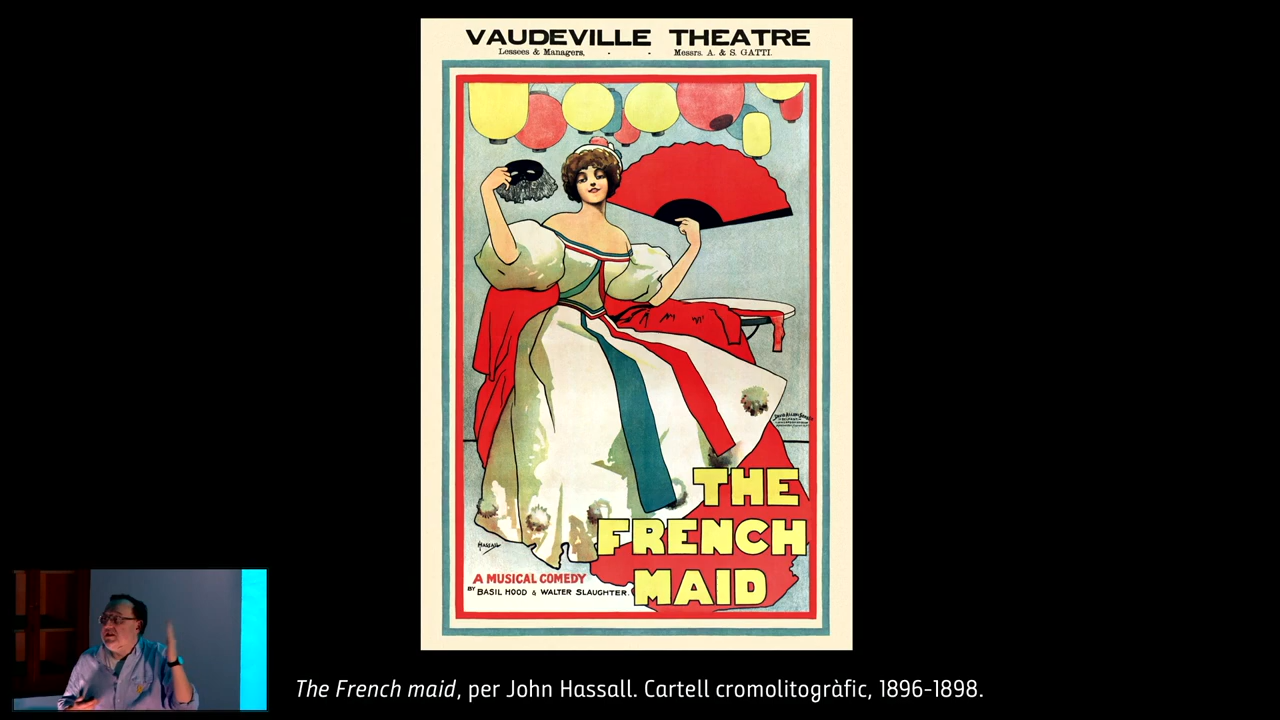 VAUDEVILLE THEATRE
Lessees & Managers, . . Messrs. A. & S. GATTI.
THE
FRENCH
MAID
HASSALL
A MUSICAL COMEDY
BY BASIL HOOD & WALTER SLAUGHTER.
The French maid, per John Hassall. Cartell cromolitogràfic, 1896-1898.